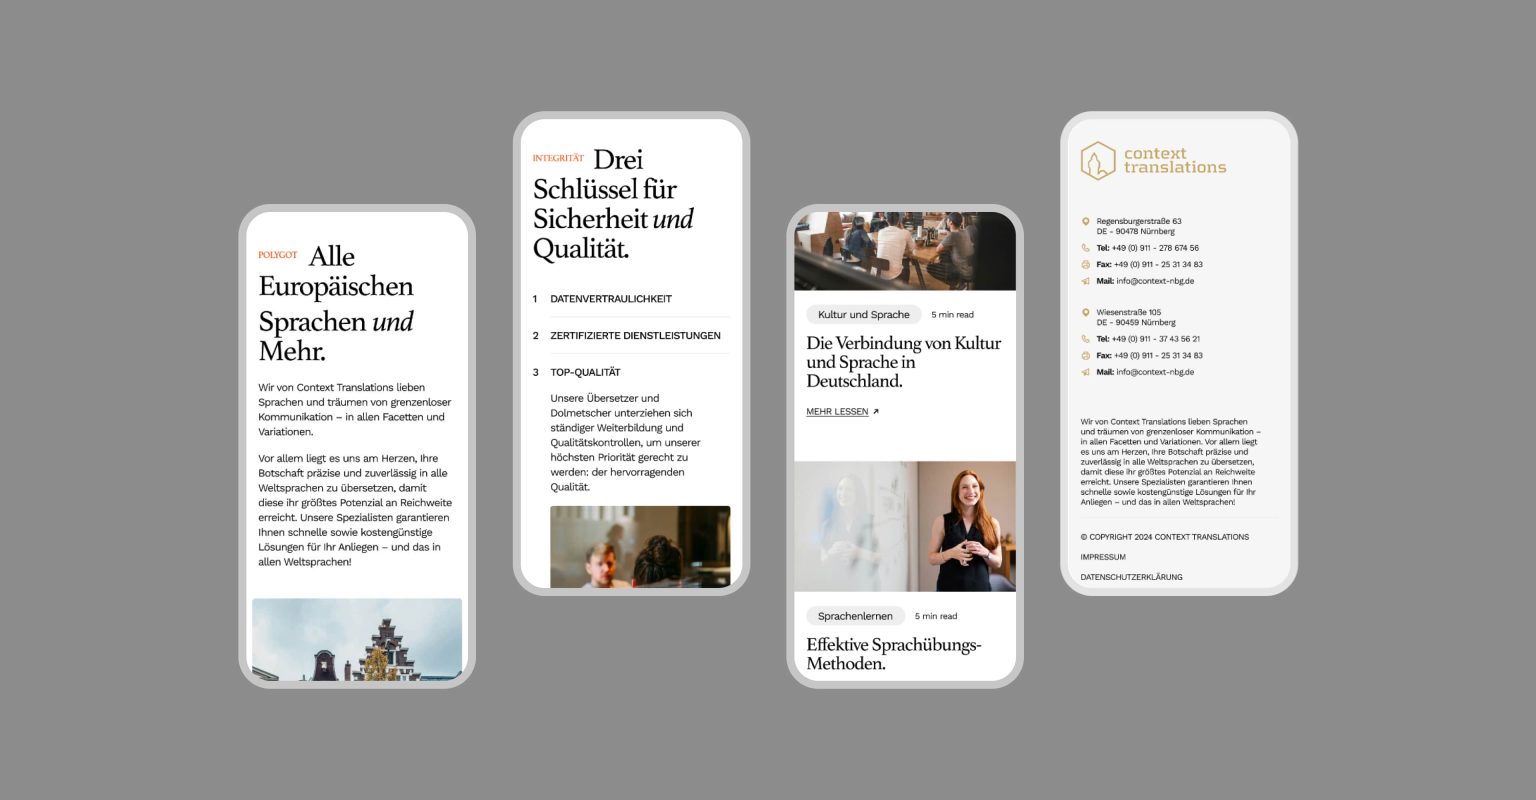 POLYGOT Alle
Europäischen
Sprachen und
Mehr.
Wir von Context Translations lieben
Sprachen und träumen von grenzenloser
Kommunikation – in allen Facetten und
Variationen.
Vor allem liegt es uns am Herzen, Ihre
Botschaft präzise und zuverlässig in alle
Weltsprachen zu übersetzen, damit
diese ihr größtes Potenzial an Reichweite
erreicht. Unsere Spezialisten garantieren
Ihnen schnelle sowie kostengünstige
Lösungen für Ihr Anliegen – und das in
allen Weltsprachen!
INTEGRITÄT Drei
Schlüssel für
Sicherheit und
Qualität.
1 DATENVERTRAULICHKEIT
2 ZERTIFIZIERTE DIENSTLEISTUNGEN
3 TOP-QUALITÄT
Unsere Übersetzer und
Dolmetscher unterziehen sich
ständiger Weiterbildung und
Qualitätskontrollen, um unserer
höchsten Priorität gerecht zu
werden: der hervorragenden
Qualität.
Kultur und Sprache 5 min read
Die Verbindung von Kultur
und Sprache in
Deutschland.
MEHR LESSEN
Sprachenlernen 5 min read
Effektive Sprachübungs-
Methoden.
context
translations
Regensburgerstraße 63
DE - 90478 Nürnberg
Tel: +49 (0) 911 - 278 674 56
Fax: +49 (0) 911 - 25 31 34 83
Mail: info@context-nbg.de
Wiesenstraße 105
DE - 90459 Nürnberg
Tel: +49 (0) 911 - 37 43 56 21
Fax: +49 (0) 911 - 25 31 34 83
Mail: info@context-nbg.de
Wir von Context Translations lieben Sprachen
und träumen von grenzenloser Kommunikation –
in allen Facetten und Variationen. Vor allem liegt
es uns am Herzen, Ihre Botschaft präzise und
zuverlässig in alle Weltsprachen zu übersetzen,
damit diese ihr größtes Potenzial an Reichweite
erreicht. Unsere Spezialisten garantieren Ihnen
schnelle sowie kostengünstige Lösungen für Ihr
Anliegen – und das in allen Weltsprachen!
© COPYRIGHT 2024 CONTEXT TRANSLATIONS
IMPRESSUM
DATENSCHUTZERKLÄRUNG